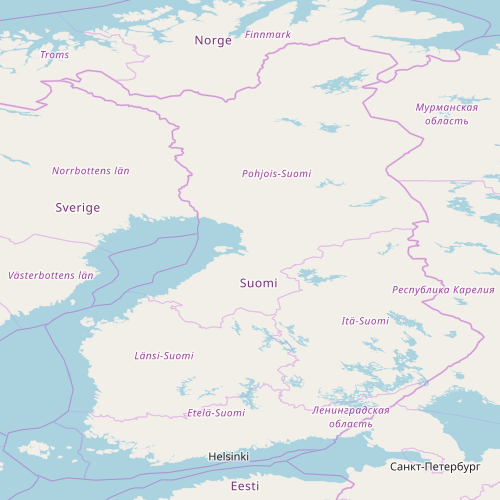 Finnmark
Norge
Troms
Мурманская
область
Norrbottens län
Pohjois-Suomi
Sverige
Västerbottens län
Suomi
Республика Карелия
Itä-Suomi
Länsi-Suomi
Etelä-Suomi
Ленинградская
область
Helsinki
Санкт-Петербург
Eesti